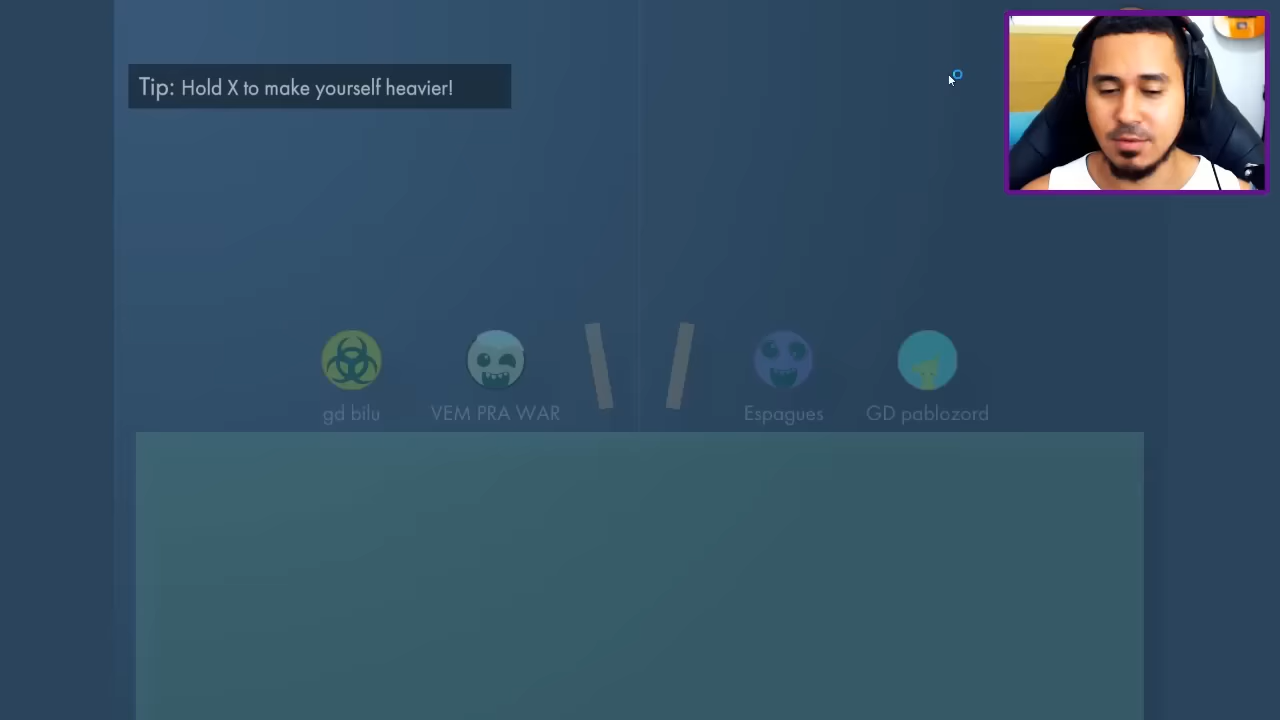 Tip: Hold X to make yourself heavier!
gd bilu
VEM PRA WAR
Espagues
GD pablozord